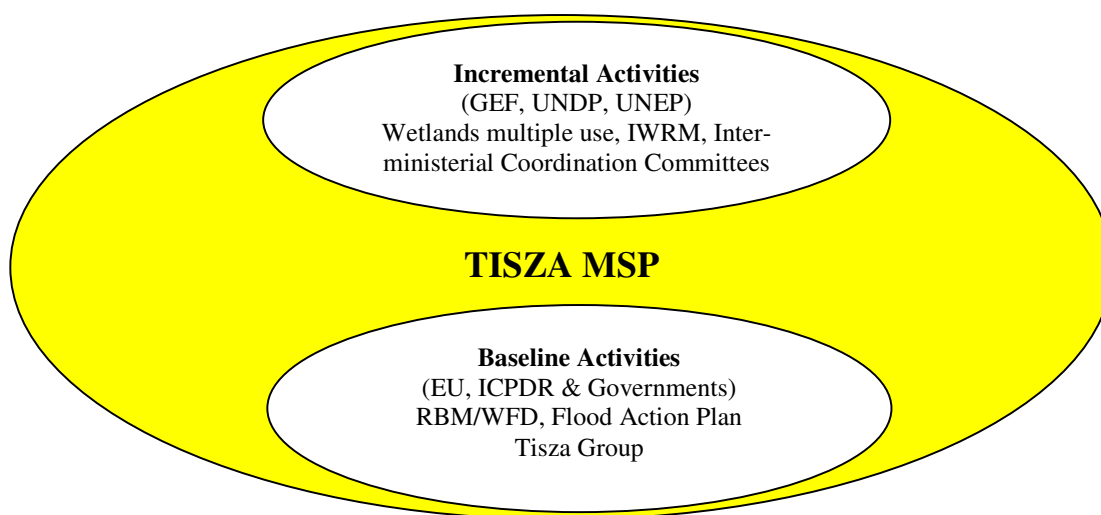 Incremental Activities
(GEF, UNDP, UNEP)
Wetlands multiple use, IWRM, Inter-
ministerial Coordination Committees
TISZA MSP
Baseline Activities
(EU, ICPDR & Governments)
RBM/WFD, Flood Action Plan
Tisza Group